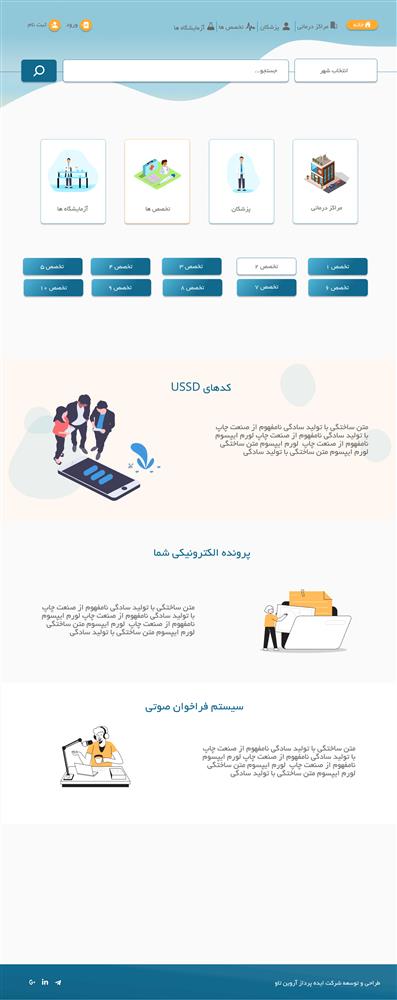 خانه
مراکز درمانی
پزشکان
تخصص ها
آزمایشگاه ها
ورود
ثبت نام
انتخاب شهر
جستجو...
مراکز درمانی
پزشکان
تخصص ها
آزمایشگاه ها
تخصص ۱
تخصص ۲
تخصص ۳
تخصص ۴
تخصص ۵
تخصص ۶
تخصص ۷
تخصص ۸
تخصص ۹
تخصص ۱۰
کدهای USSD
متن ساختگی با تولید سادگی نامفهوم از صنعت چاپ
با تولید سادگی نامفهوم از صنعت چاپ لورم ایپسوم
نامفهوم از صنعت چاپ لورم ایپسوم متن ساختگی
لورم ایپسوم متن ساختگی با تولید سادگی
پرونده الکترونیکی شما
متن ساختگی با تولید سادگی نامفهوم از صنعت چاپ
با تولید سادگی نامفهوم از صنعت چاپ لورم ایپسوم
نامفهوم از صنعت چاپ لورم ایپسوم متن ساختگی
لورم ایپسوم متن ساختگی با تولید سادگی
سیستم فراخوان صوتی
متن ساختگی با تولید سادگی نامفهوم از صنعت چاپ
با تولید سادگی نامفهوم از صنعت چاپ لورم ایپسوم
نامفهوم از صنعت چاپ لورم ایپسوم متن ساختگی
لورم ایپسوم متن ساختگی با تولید سادگی
طراحی و توسعه شرکت ایده پرداز آروین تاو
G+ in